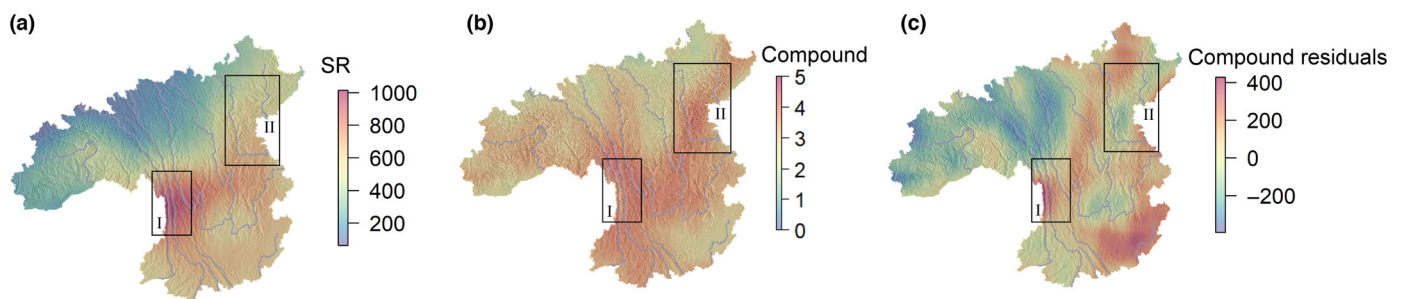 (a)
SR
1000
800
600
400
200
I
II
(b)
Compound
5
4
3
2
1
0
I
II
(c)
Compound residuals
400
200
0
−200
I
II